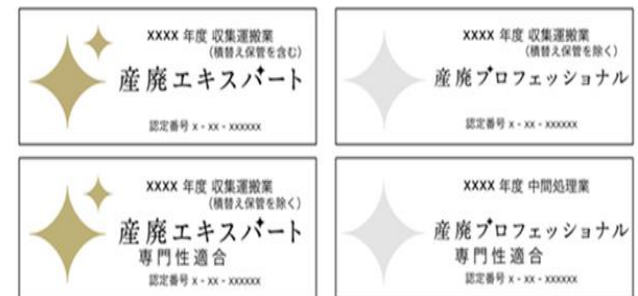 XXXX 年度 収集運搬業
(積替え保管を含む)
産廃エキスパート
認定番号 x - xx - xxxxxx
XXXX 年度 収集運搬業
(積替え保管を除く)
産廃プロフェッショナル
認定番号 x - xx - xxxxxx
XXXX 年度 収集運搬業
(積替え保管を除く)
産廃エキスパート
専門性適合
認定番号 x - xx - xxxxxx
XXXX 年度 中間処理業
産廃プロフェッショナル
専門性適合
認定番号 x - xx - xxxxxx